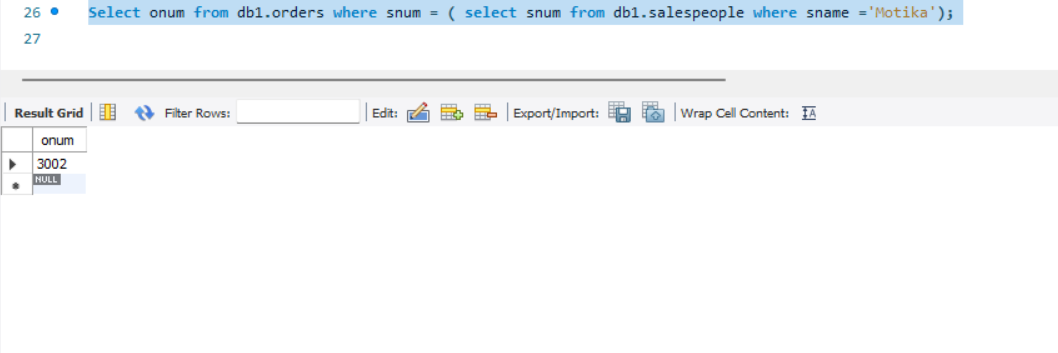 26 Select onum from db1.orders where snum = ( select snum from db1.salespeople where sname ='Motika');
27
Result Grid Filter Rows: Edit: Export/Import: Wrap Cell Content: IA
onum
3002
NULL